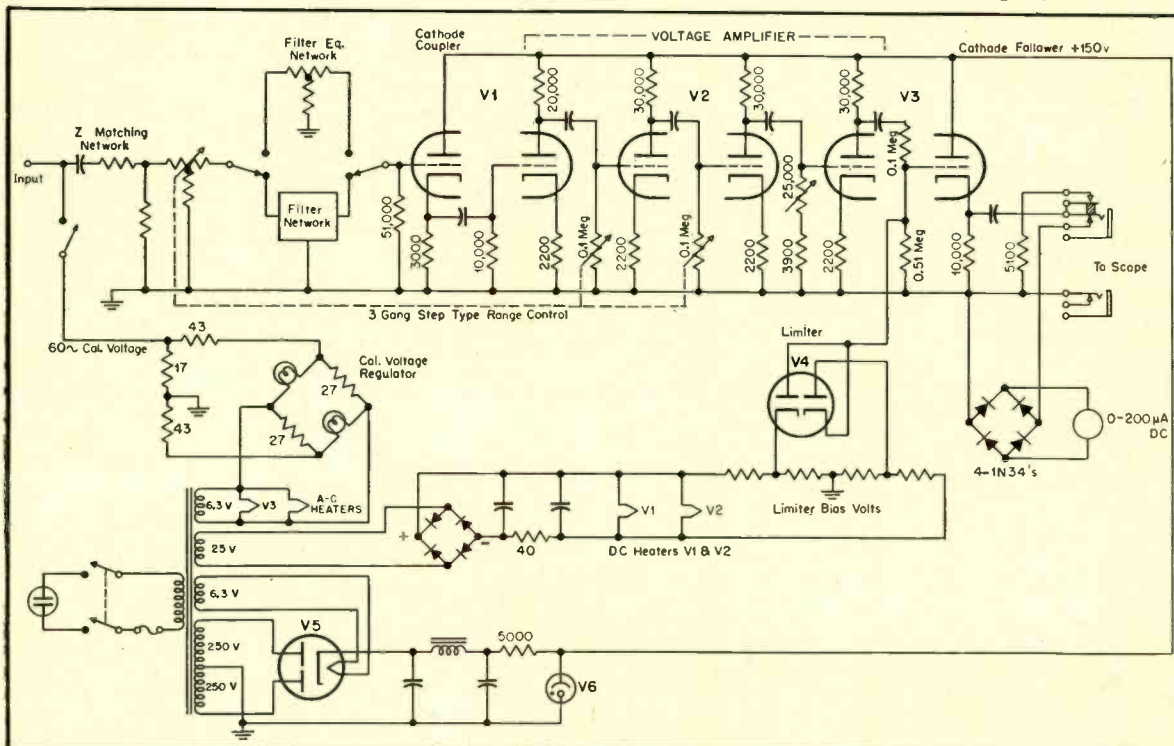 Cathode
Coupler
VOLTAGE AMPLIFIER
Cathode Follower +150v
Filter Eq.
Network
V1
V2
V3
20,000
30,000
30,000
30,000
Z Matching
Network
Input
Filter
Network
51,000
3000
10,000
2200
0.1 Meg
2200
0.1 Meg
2200
25,000
3900
2200
0.1 Meg
0.51 Meg
10,000
5100
To Scope
3 Gang Step Type Range Control
60~ Cal. Voltage
43
17
43
Cal. Voltage
Regulator
27
27
Limiter
V4
0-200µA
DC
4-1N34's
6.3 V
V3
A-C
HEATERS
25 V
+
-
40
V1
V2
DC Heaters V1 & V2
Limiter Bias Volts
6.3 V
V5
250 V
250 V
5000
V6